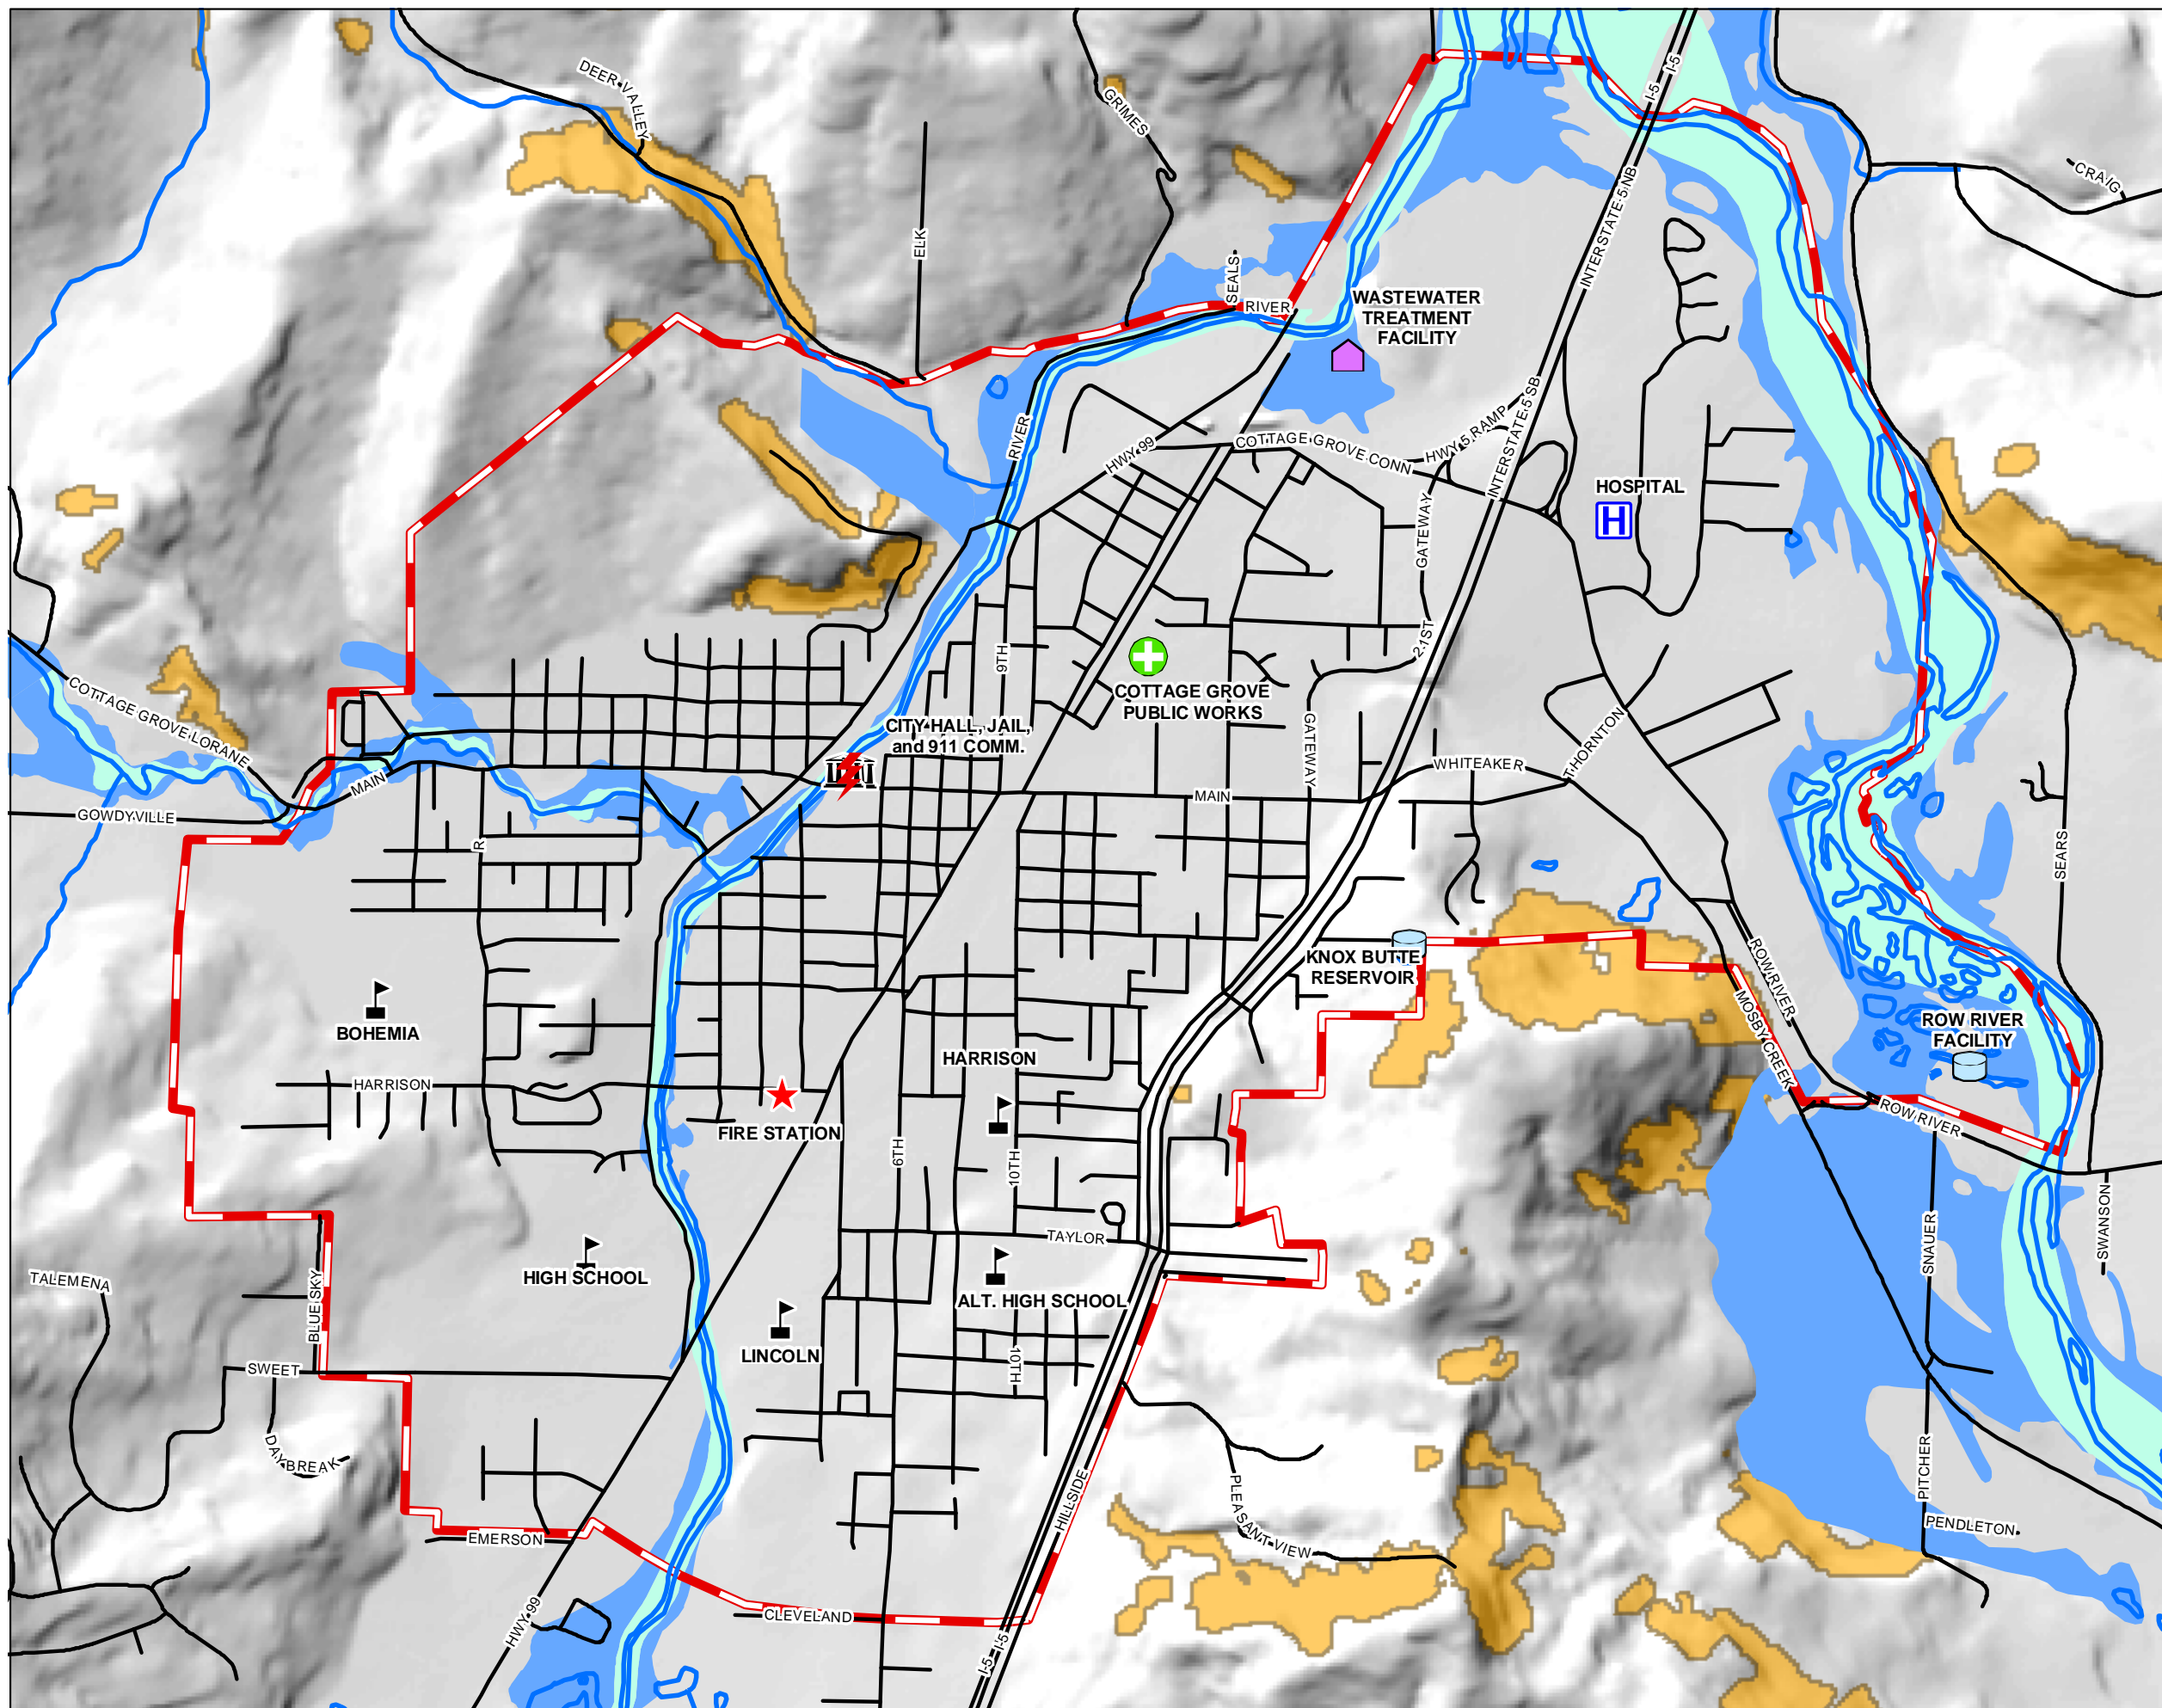 DEER VALLEY
GRIMES
I-5
I-5
CRAIG
INTERSTATE 5 NB
ELK
SEALS
RIVER
WASTEWATER
TREATMENT
FACILITY
INTERSTATE 5 SB
RIVER
HWY 99
COTTAGE GROVE CONN
HWY 5 RAMP
HOSPITAL
H
GATEWAY
21ST
9TH
COTTAGE GROVE
PUBLIC WORKS
COTTAGE GROVE-LORANE
CITY HALL, JAIL,
and 911 COMM.
GATEWAY
THORNTON
WHITEAKER
MAIN
MAIN
GOWDYVILLE
R
SEARS
KNOX BUTTE
RESERVOIR
ROW RIVER
MOSBY CREEK
ROW RIVER
FACILITY
BOHEMIA
HARRISON
HARRISON
FIRE STATION
ROW RIVER
6TH
10TH
TAYLOR
SNAUER
SWANSON
HIGH SCHOOL
TALEMENA
BLUE SKY
ALT. HIGH SCHOOL
LINCOLN
SWEET
10TH
DAYBREAK
PITCHER
HILLSIDE
PLEASANT VIEW
PENDLETON
EMERSON
CLEVELAND
HWY 99
I-5
I-5